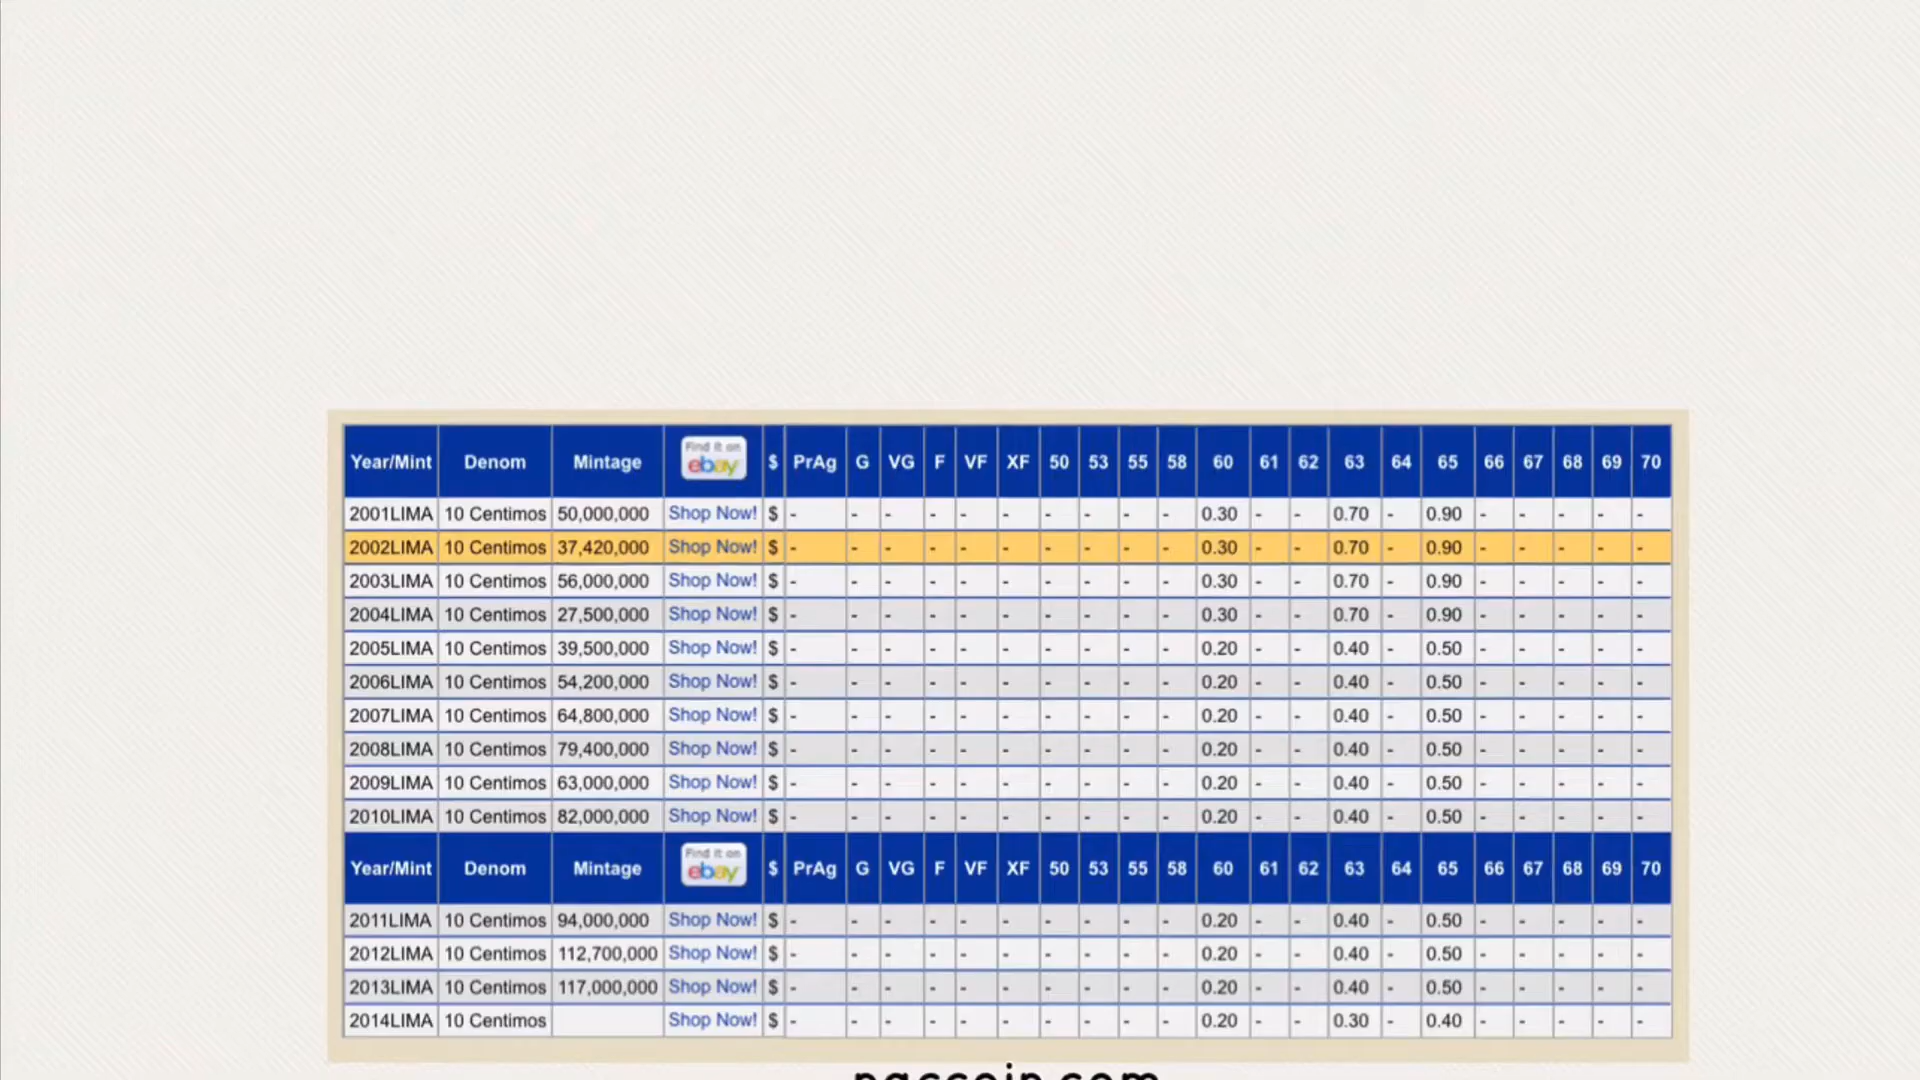 Year/Mint Denom Mintage Find it on ebay $ PrAg G VG F VF XF 50 53 55 58 60 61 62 63 64 65 66 67 68 69 70
2001LIMA 10 Centimos 50,000,000 Shop Now! $ - - - - - - - - - - 0.30 - - 0.70 - 0.90 - - - - -
2002LIMA 10 Centimos 37,420,000 Shop Now! $ - - - - - - - - - - 0.30 - - 0.70 - 0.90 - - - - -
2003LIMA 10 Centimos 56,000,000 Shop Now! $ - - - - - - - - - - 0.30 - - 0.70 - 0.90 - - - - -
2004LIMA 10 Centimos 27,500,000 Shop Now! $ - - - - - - - - - - 0.30 - - 0.70 - 0.90 - - - - -
2005LIMA 10 Centimos 39,500,000 Shop Now! $ - - - - - - - - - - 0.20 - - 0.40 - 0.50 - - - - -
2006LIMA 10 Centimos 54,200,000 Shop Now! $ - - - - - - - - - - 0.20 - - 0.40 - 0.50 - - - - -
2007LIMA 10 Centimos 64,800,000 Shop Now! $ - - - - - - - - - - 0.20 - - 0.40 - 0.50 - - - - -
2008LIMA 10 Centimos 79,400,000 Shop Now! $ - - - - - - - - - - 0.20 - - 0.40 - 0.50 - - - - -
2009LIMA 10 Centimos 63,000,000 Shop Now! $ - - - - - - - - - - 0.20 - - 0.40 - 0.50 - - - - -
2010LIMA 10 Centimos 82,000,000 Shop Now! $ - - - - - - - - - - 0.20 - - 0.40 - 0.50 - - - - -
Year/Mint Denom Mintage Find it on ebay $ PrAg G VG F VF XF 50 53 55 58 60 61 62 63 64 65 66 67 68 69 70
2011LIMA 10 Centimos 94,000,000 Shop Now! $ - - - - - - - - - - 0.20 - - 0.40 - 0.50 - - - - -
2012LIMA 10 Centimos 112,700,000 Shop Now! $ - - - - - - - - - - 0.20 - - 0.40 - 0.50 - - - - -
2013LIMA 10 Centimos 117,000,000 Shop Now! $ - - - - - - - - - - 0.20 - - 0.40 - 0.50 - - - - -
2014LIMA 10 Centimos Shop Now! $ - - - - - - - - - - 0.20 - - 0.30 - 0.40 - - - - -